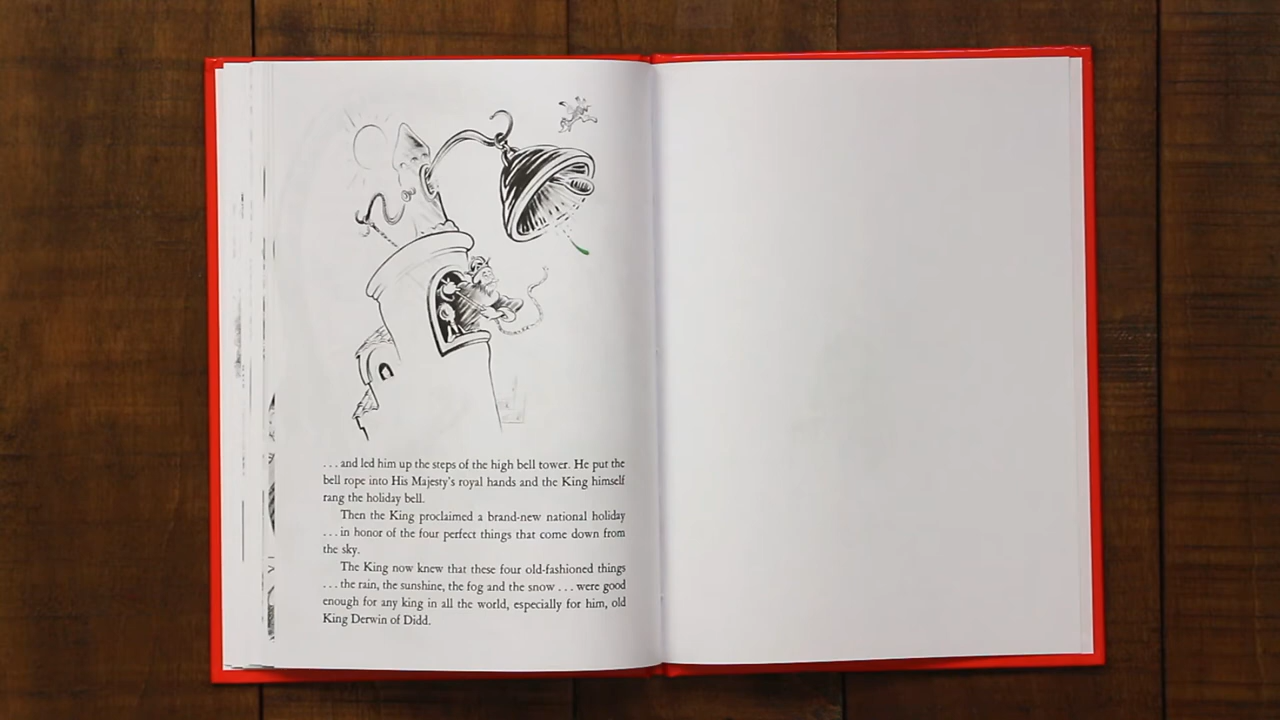 . . . and led him up the steps of the high bell tower. He put the
bell rope into His Majesty's royal hands and the King himself
rang the holiday bell.
Then the King proclaimed a brand-new national holiday
. . . in honor of the four perfect things that come down from
the sky.
The King now knew that these four old-fashioned things
. . . the rain, the sunshine, the fog and the snow . . . were good
enough for any king in all the world, especially for him, old
King Derwin of Didd.